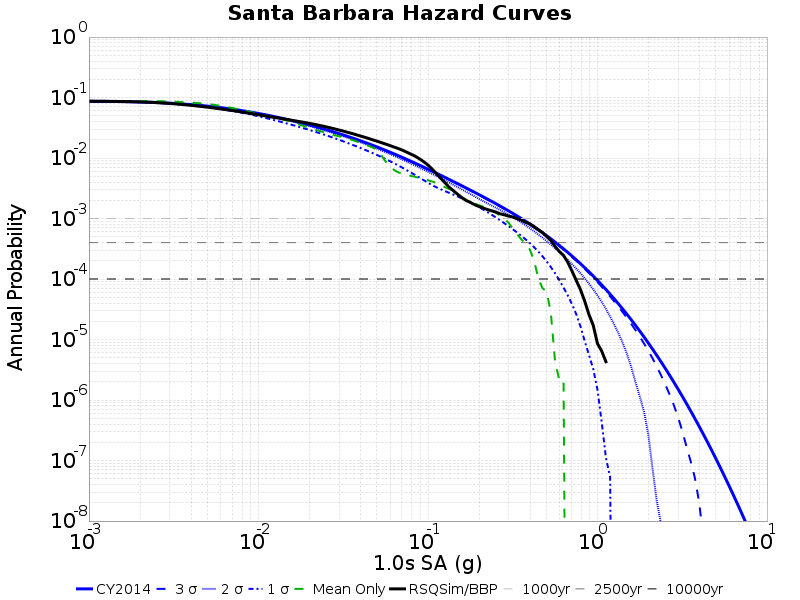 Santa Barbara Hazard Curves
10^0
10^-1
10^-2
10^-3
10^-4
10^-5
10^-6
10^-7
10^-8
Annual Probability
10^-3 10^-2 10^-1 10^0 10^1
1.0s SA (g)
CY2014 3 σ 2 σ 1 σ Mean Only RSQSim/BBP 1000yr 2500yr 10000yr